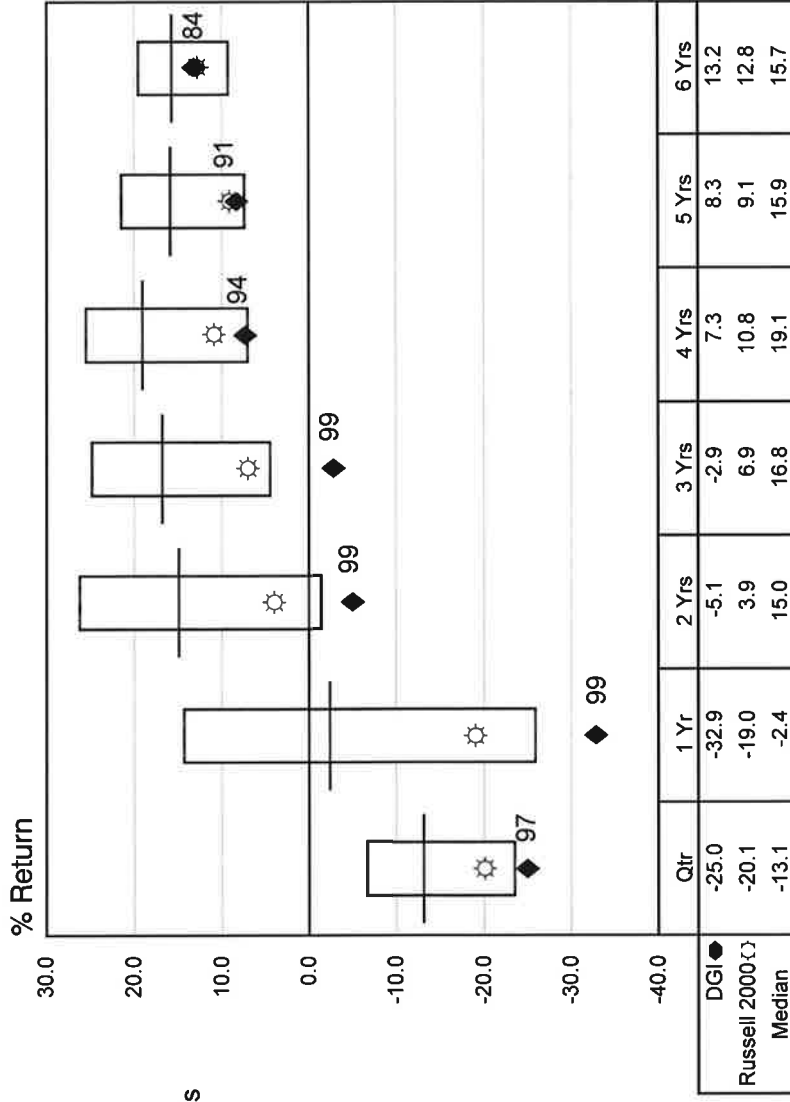 % Return
30.0
20.0
10.0
0.0
-10.0
-20.0
-30.0
-40.0
s
97
99
99
99
94
91
84
Qtr 1 Yr 2 Yrs 3 Yrs 4 Yrs 5 Yrs 6 Yrs
DGI -25.0 -32.9 -5.1 -2.9 7.3 8.3 13.2
Russell 2000 -20.1 -19.0 3.9 6.9 10.8 9.1 12.8
Median -13.1 -2.4 15.0 16.8 19.1 15.9 15.7